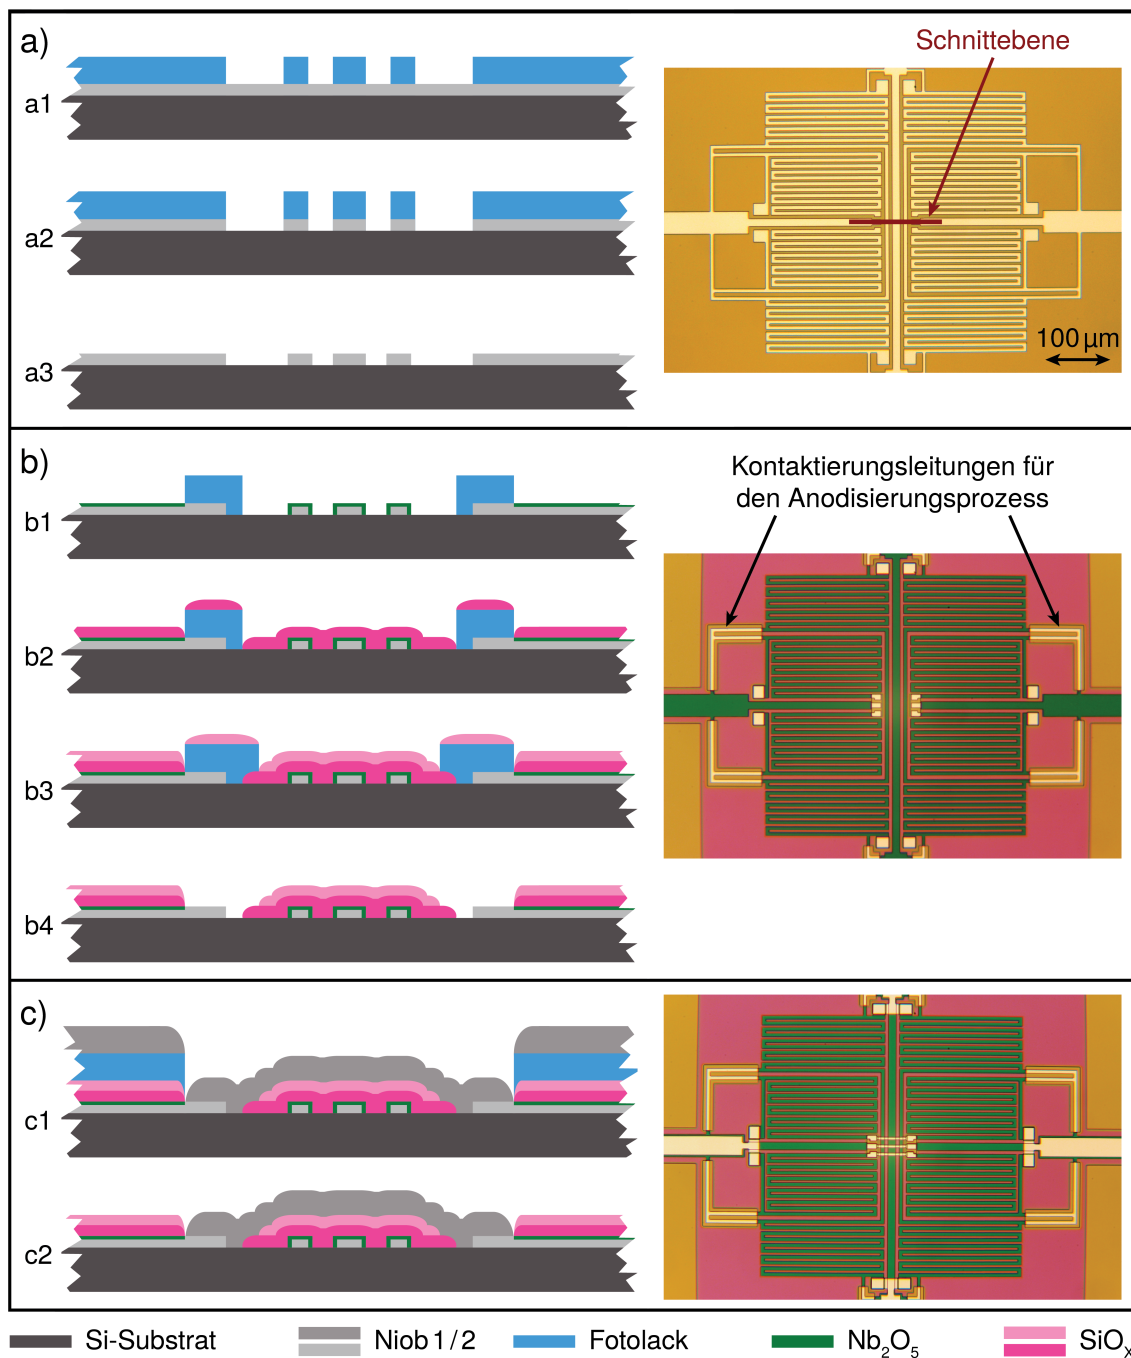 a)
Schnittebene
a1
a2
100 µm
a3
b)
Kontaktierungsleitungen für
den Anodisierungsprozess
b1
b2
b3
b4
c)
c1
c2
Si-Substrat
Niob 1 / 2
Fotolack
Nb₂O₅
SiOₓ